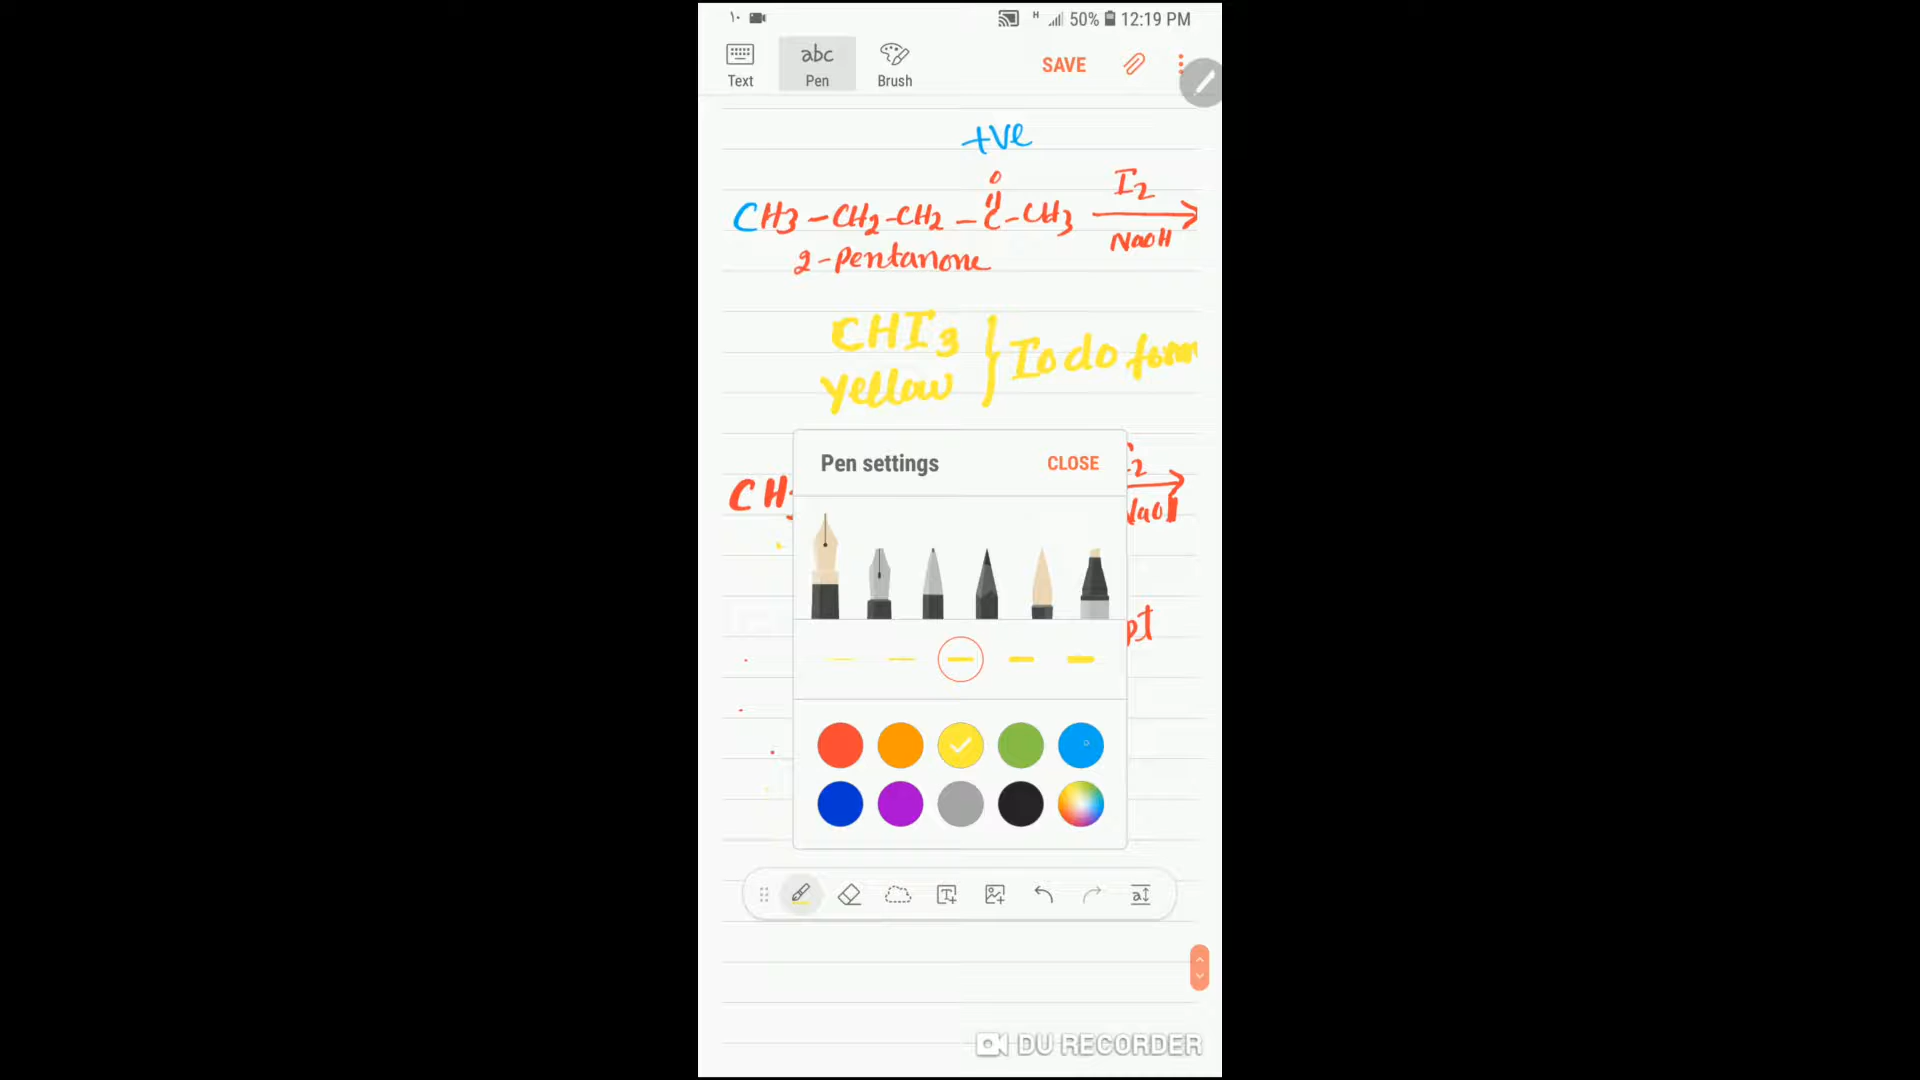 ١٠ H 50% 12:19 PM
Text abc Pen Brush SAVE
+ve
O
CH3-CH2-CH2-C-CH3 I2 NaOH
2-pentanone
CHI3 } Iodoform
Yellow
Pen settings CLOSE
CH
DU RECORDER